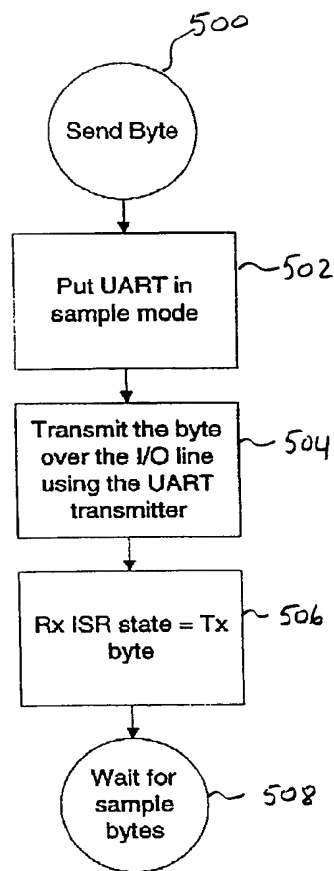 500
Send Byte
Put UART in
sample mode
502
Transmit the byte
over the I/O line
using the UART
transmitter
504
Rx ISR state = Tx
byte
506
Wait for
sample
bytes
508